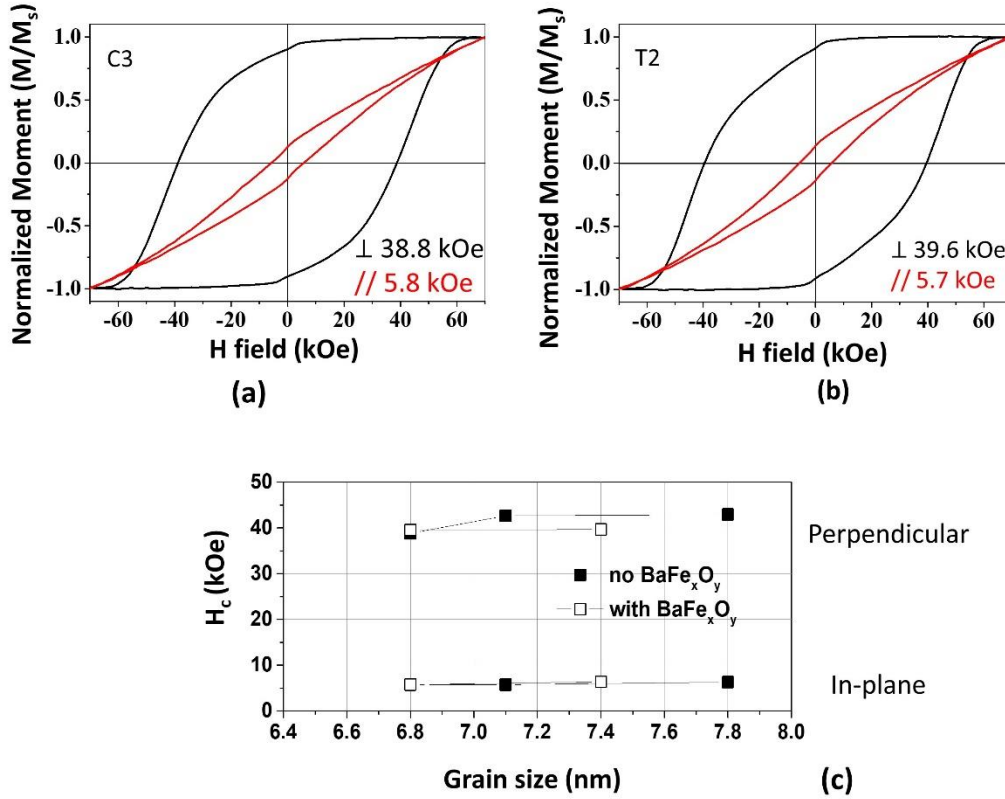 C3
Normalized Moment (M/Mₛ)
1.0
0.5
0.0
-0.5
-1.0
⊥ 38.8 kOe
// 5.8 kOe
-60 -40 -20 0 20 40 60
H field (kOe)
(a)
T2
Normalized Moment (M/Mₛ)
1.0
0.5
0.0
-0.5
-1.0
⊥ 39.6 kOe
// 5.7 kOe
-60 -40 -20 0 20 40 60
H field (kOe)
(b)
H_c (kOe)
50
40
30
20
10
0
Perpendicular
no BaFeₓO_y
with BaFeₓO_y
In-plane
6.4 6.6 6.8 7.0 7.2 7.4 7.6 7.8 8.0
Grain size (nm)
(c)